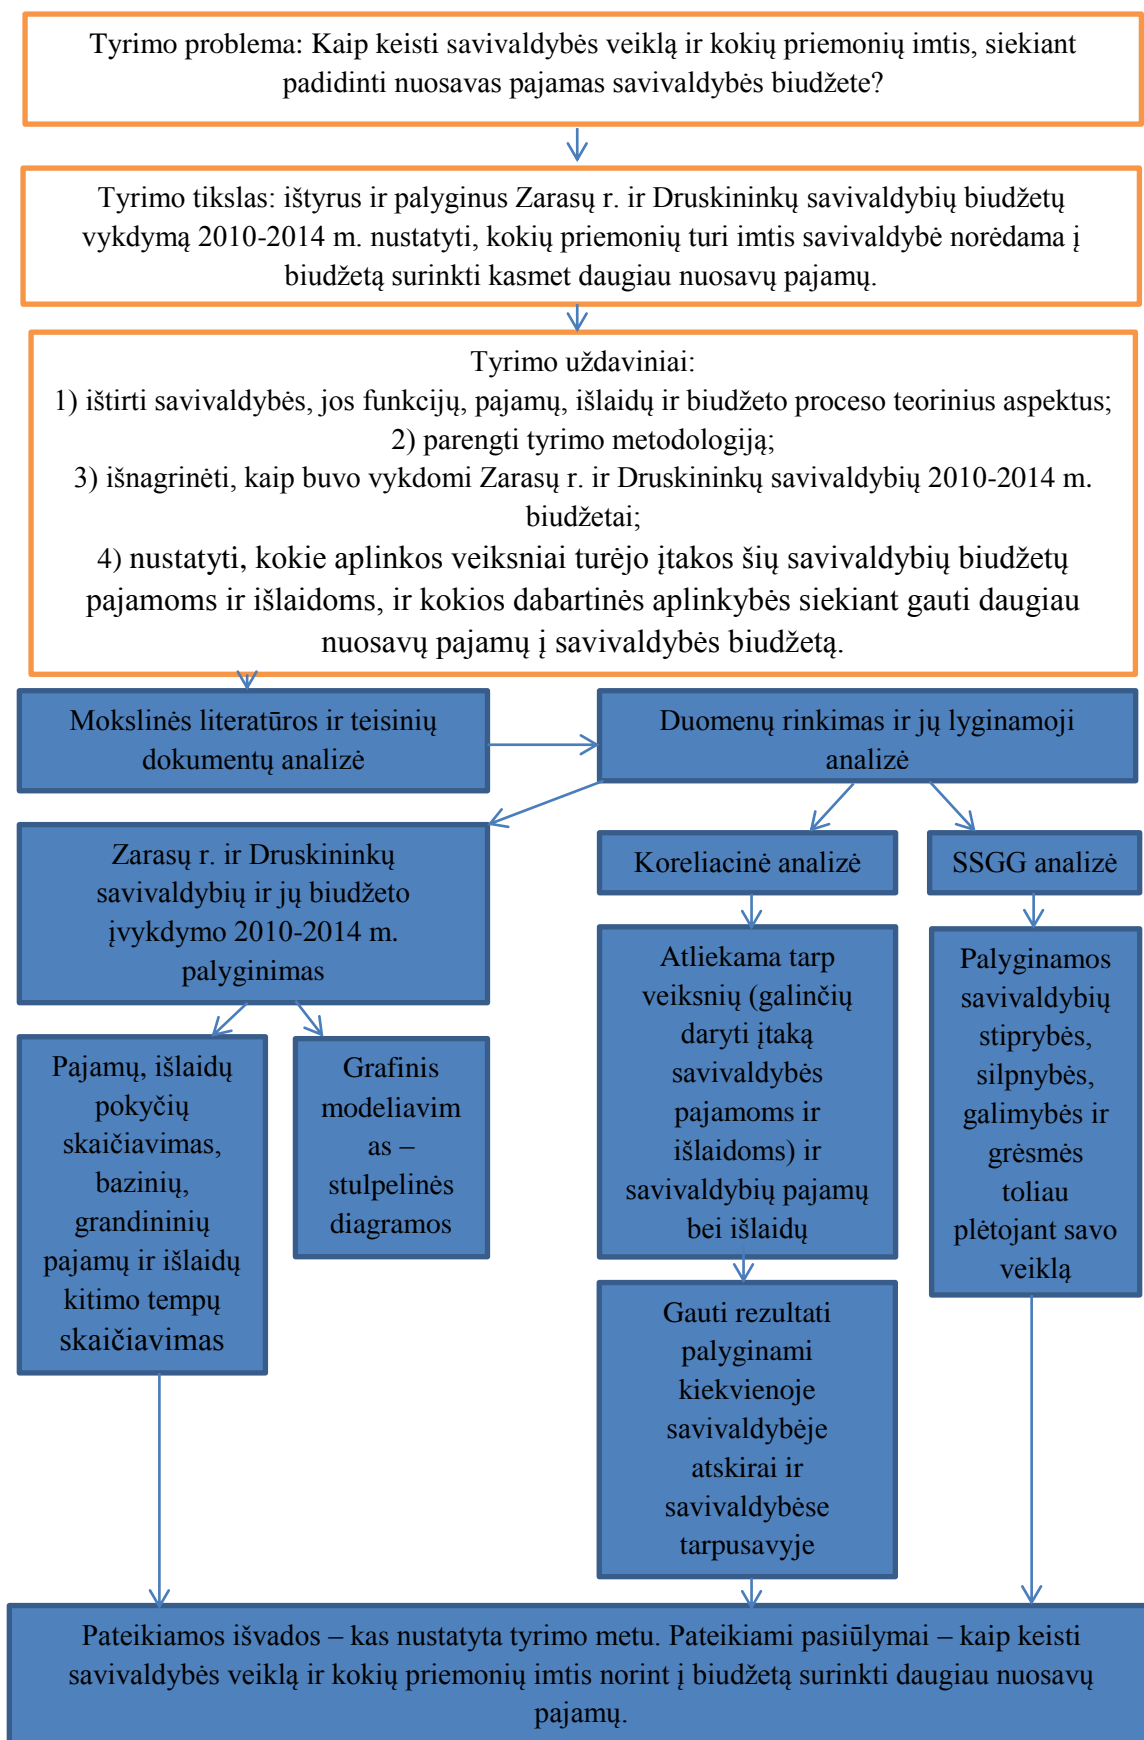 Tyrimo problema: Kaip keisti savivaldybės veiklą ir kokių priemonių imtis, siekiant
padidinti nuosavas pajamas savivaldybės biudžete?
Tyrimo tikslas: ištyrus ir palyginus Zarasų r. ir Druskininkų savivaldybių biudžetų
vykdymą 2010-2014 m. nustatyti, kokių priemonių turi imtis savivaldybė norėdama į
biudžetą surinkti kasmet daugiau nuosavų pajamų.
Tyrimo uždaviniai:
1) ištirti savivaldybės, jos funkcijų, pajamų, išlaidų ir biudžeto proceso teorinius aspektus;
2) parengti tyrimo metodologiją;
3) išnagrinėti, kaip buvo vykdomi Zarasų r. ir Druskininkų savivaldybių 2010-2014 m.
biudžetai;
4) nustatyti, kokie aplinkos veiksniai turėjo įtakos šių savivaldybių biudžetų
pajamoms ir išlaidoms, ir kokios dabartinės aplinkybės siekiant gauti daugiau
nuosavų pajamų į savivaldybės biudžetą.
Mokslinės literatūros ir teisinių
dokumentų analizė
Duomenų rinkimas ir jų lyginamoji
analizė
Zarasų r. ir Druskininkų
savivaldybių ir jų biudžeto
įvykdymo 2010-2014 m.
palyginimas
Koreliacinė analizė
SSGG analizė
Pajamų, išlaidų
pokyčių
skaičiavimas,
bazinių,
grandininių
pajamų ir išlaidų
kitimo tempų
skaičiavimas
Grafinis
modeliavim
as –
stulpelinės
diagramos
Atliekama tarp
veiksnių (galinčių
daryti įtaką
savivaldybės
pajamoms ir
išlaidoms) ir
savivaldybių pajamų
bei išlaidų
Palyginamos
savivaldybių
stiprybės,
silpnybės,
galimybės ir
grėsmės
toliau
plėtojant savo
veiklą
Gauti rezultati
palyginami
kiekvienoje
savivaldybėje
atskirai ir
savivaldybėse
tarpusavyje
Pateikiamos išvados – kas nustatyta tyrimo metu. Pateikiami pasiūlymai – kaip keisti
savivaldybės veiklą ir kokių priemonių imtis norint į biudžetą surinkti daugiau nuosavų
pajamų.